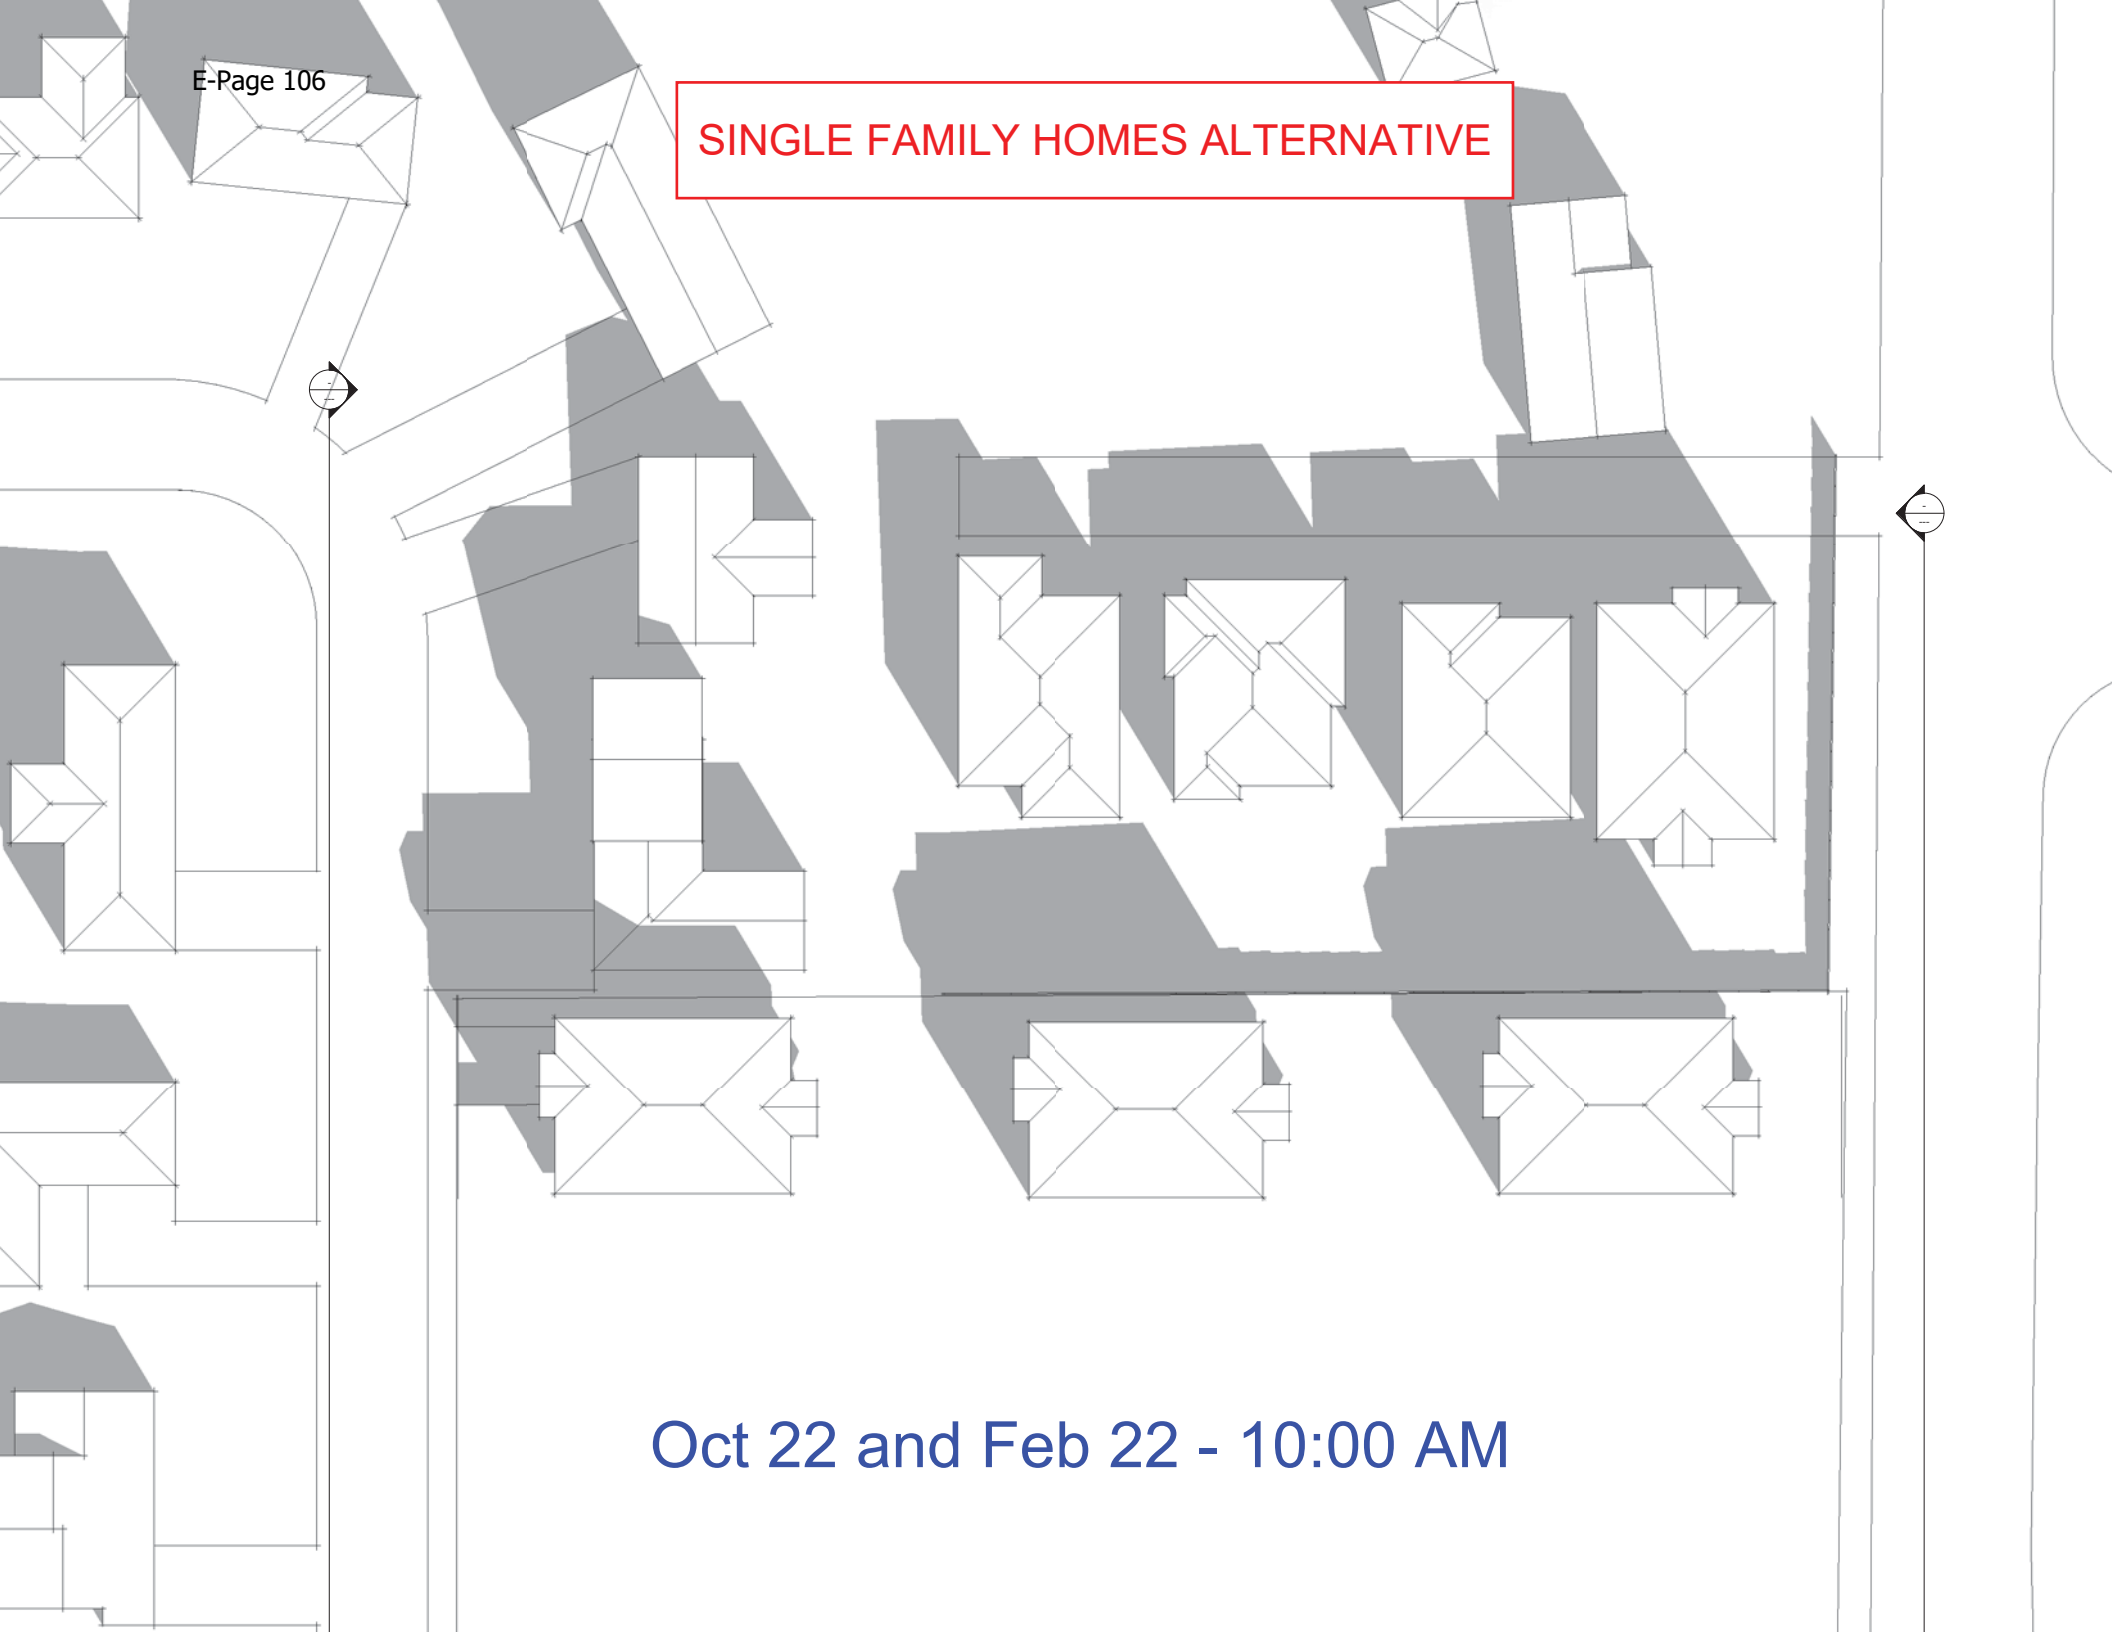 E-Page 106
SINGLE FAMILY HOMES ALTERNATIVE
-
---
-
---
Oct 22 and Feb 22 - 10:00 AM